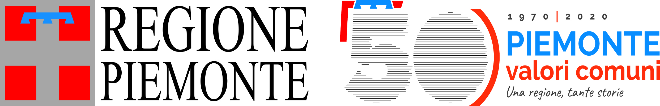 REGIONE
PIEMONTE
50
1970 | 2020
PIEMONTE
valori comuni
Una regione, tante storie